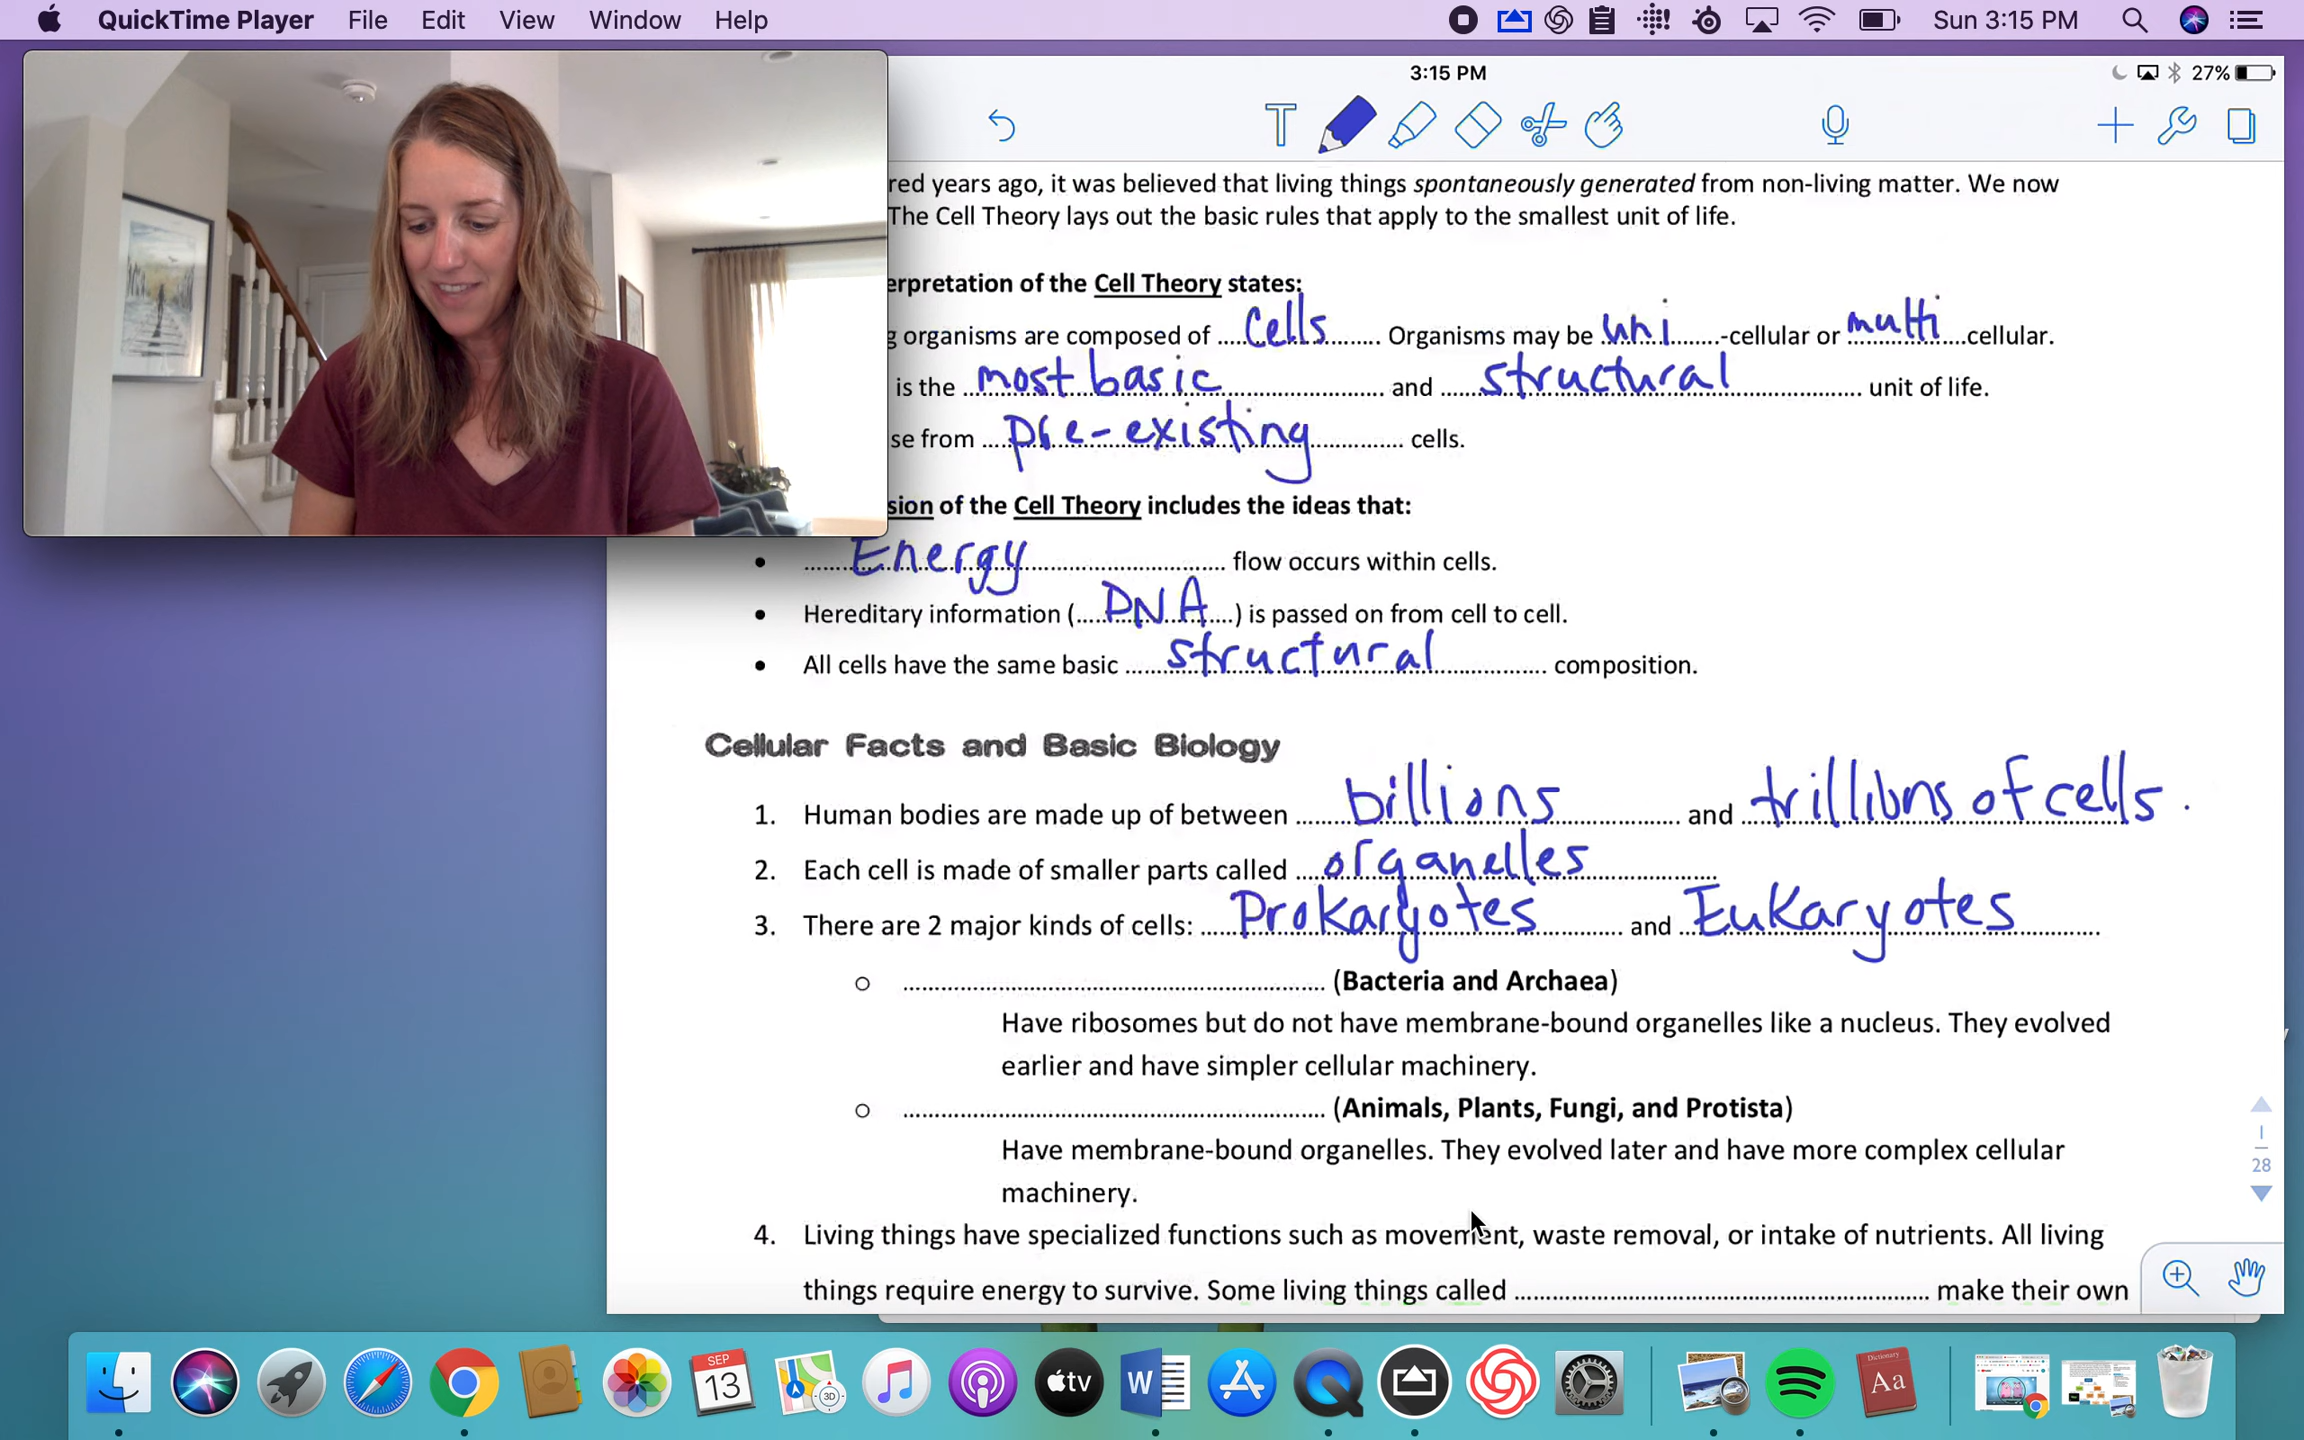 QuickTime Player File Edit View Window Help Sun 3:15 PM
3:15 PM 27%
T
red years ago, it was believed that living things spontaneously generated from non-living matter. We now
The Cell Theory lays out the basic rules that apply to the smallest unit of life.
erpretation of the Cell Theory states:
g organisms are composed of cells. Organisms may be uni-cellular or multi cellular.
is the most basic and structural unit of life.
se from pre-existing cells.
sion of the Cell Theory includes the ideas that:
• Energy flow occurs within cells.
• Hereditary information (DNA) is passed on from cell to cell.
• All cells have the same basic structural composition.
Cellular Facts and Basic Biology
1. Human bodies are made up of between billions and trillions of cells.
2. Each cell is made of smaller parts called organelles
3. There are 2 major kinds of cells: Prokaryotes and Eukaryotes
o ........ (Bacteria and Archaea)
Have ribosomes but do not have membrane-bound organelles like a nucleus. They evolved
earlier and have simpler cellular machinery.
o ........ (Animals, Plants, Fungi, and Protista)
Have membrane-bound organelles. They evolved later and have more complex cellular
machinery.
4. Living things have specialized functions such as movement, waste removal, or intake of nutrients. All living
things require energy to survive. Some living things called ........ make their own
1
28
SEP
13
3D
tv
W
Dictionary
Aa